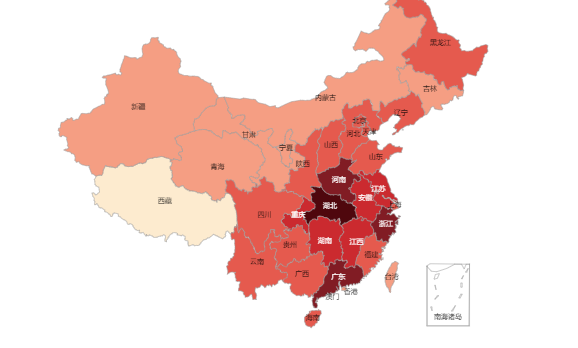 黑龙江
吉林
内蒙古
新疆
辽宁
北京
天津
河北
甘肃
宁夏
山西
山东
陕西
青海
河南
江苏
安徽
西藏
湖北
上海
四川
重庆
浙江
湖南
江西
贵州
福建
云南
广西
广东
台湾
香港
澳门
海南
南海诸岛